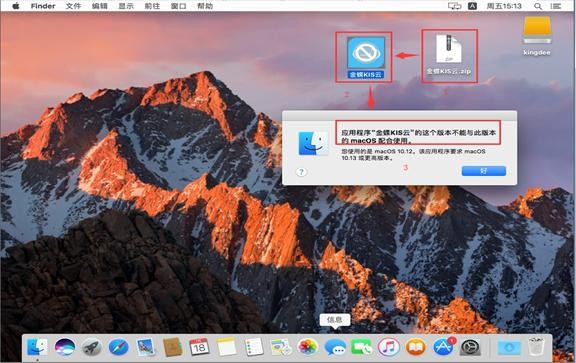 Finder 文件 编辑 显示 前往 窗口 帮助
A 周五15:13
ZIP
金蝶KIS云
金蝶KIS云.zip
kingdee
2
1
应用程序“金蝶KIS云”的这个版本不能与此版本
的 macOS 配合使用。
您使用的是 macOS 10.12。该应用程序要求 macOS
10.13 或更高版本。
3
?
好
信息
18
1